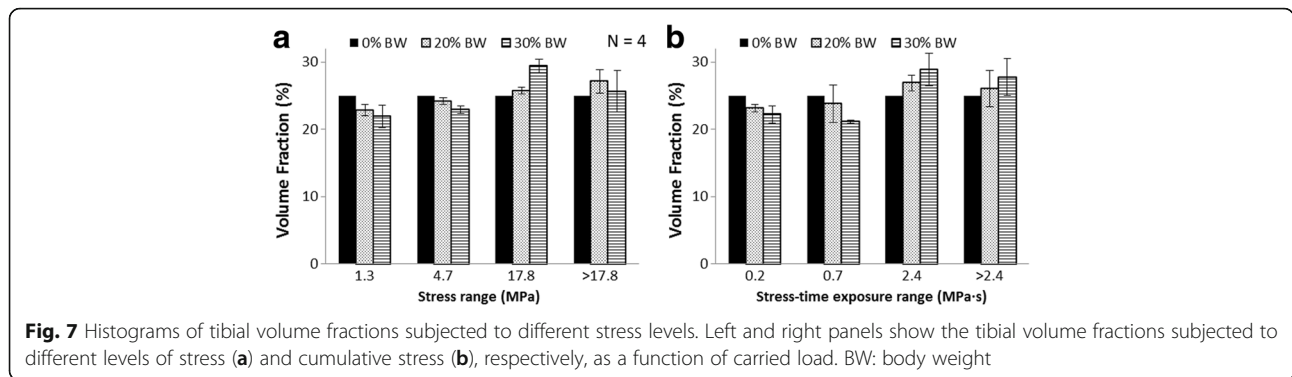 a
■ 0% BW ▩ 20% BW ▤ 30% BW N = 4
Volume Fraction (%)
30
20
10
0
1.3 4.7 17.8 >17.8
Stress range (MPa)
b
■ 0% BW ▩ 20% BW ▤ 30% BW
Volume Fraction (%)
30
20
10
0
0.2 0.7 2.4 >2.4
Stress-time exposure range (MPa·s)
Fig. 7 Histograms of tibial volume fractions subjected to different stress levels. Left and right panels show the tibial volume fractions subjected to
different levels of stress (a) and cumulative stress (b), respectively, as a function of carried load. BW: body weight